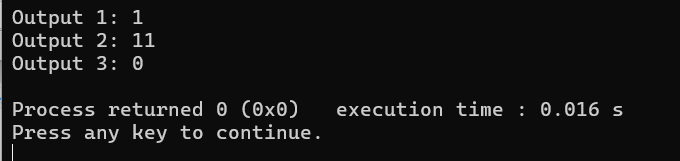 Output 1: 1
Output 2: 11
Output 3: 0
Process returned 0 (0x0)   execution time : 0.016 s
Press any key to continue.